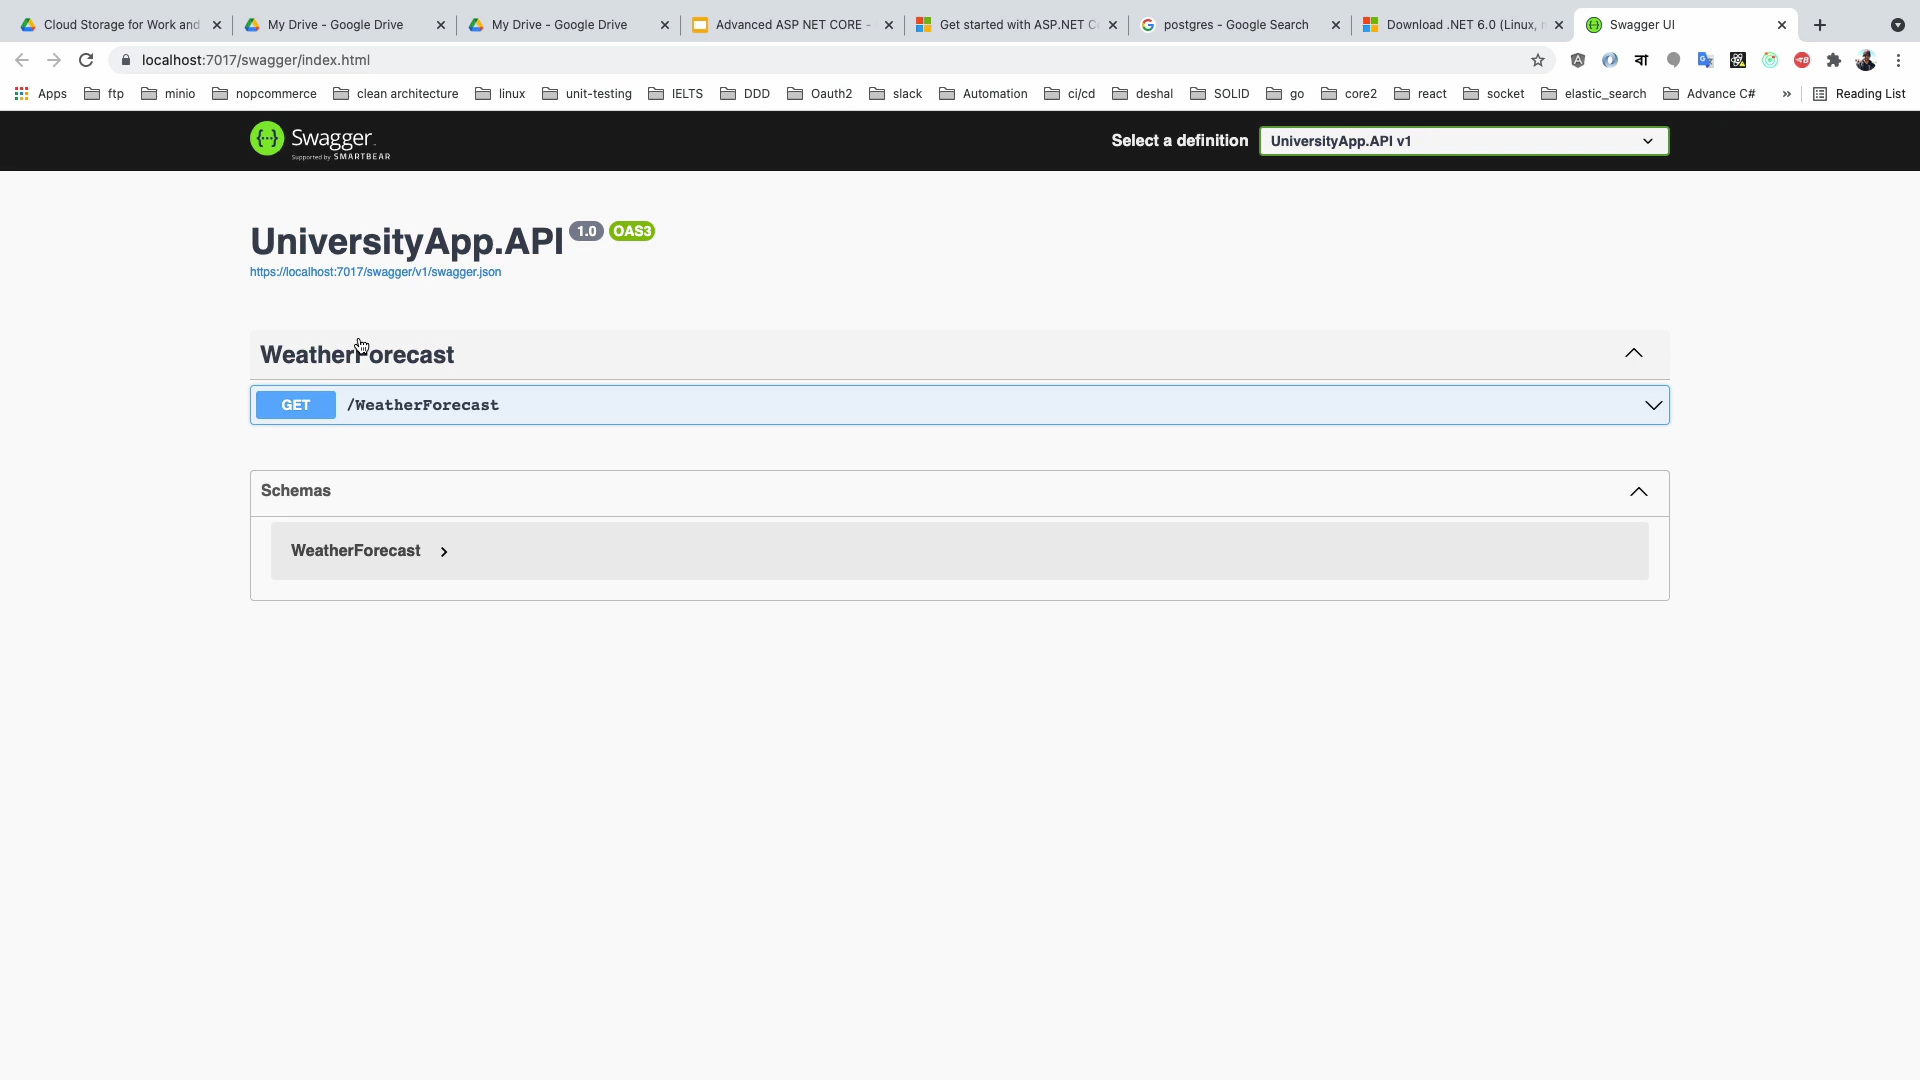 Cloud Storage for Work and
My Drive - Google Drive
My Drive - Google Drive
Advanced ASP NET CORE -
Get started with ASP.NET C
postgres - Google Search
Download .NET 6.0 (Linux,
Swagger UI
localhost:7017/swagger/index.html
বা
Apps
ftp
minio
nopcommerce
clean architecture
linux
unit-testing
IELTS
DDD
Oauth2
slack
Automation
ci/cd
deshal
SOLID
go
core2
react
socket
elastic_search
Advance C#
»
Reading List
{···} Swagger
Supported by SMARTBEAR
Select a definition
UniversityApp.API v1
UniversityApp.API 1.0 OAS3
https://localhost:7017/swagger/v1/swagger.json
WeatherForecast
GET /WeatherForecast
Schemas
WeatherForecast